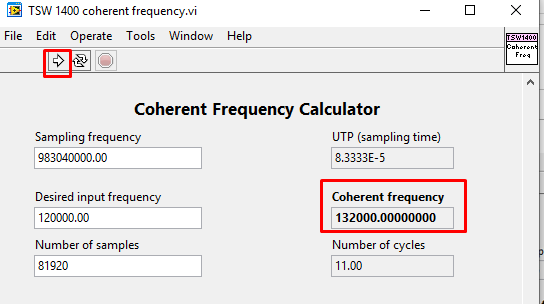 TSW 1400 coherent frequency.vi
File Edit Operate Tools Window Help
TSW1400
Coherent
Freq
Coherent Frequency Calculator
Sampling frequency
983040000.00
UTP (sampling time)
8.3333E-5
Desired input frequency
120000.00
Coherent frequency
132000.00000000
Number of samples
81920
Number of cycles
11.00